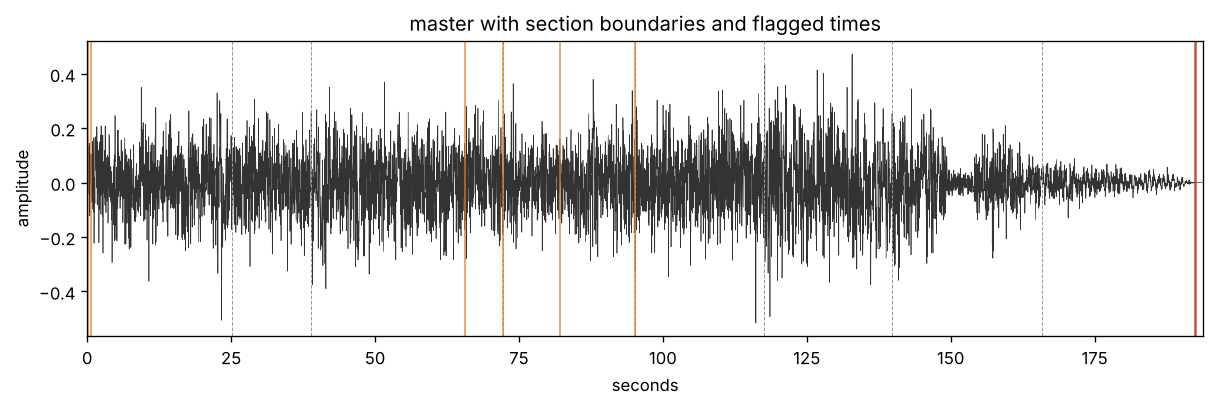 master with section boundaries and flagged times
amplitude
0.4
0.2
0.0
−0.2
−0.4
0 25 50 75 100 125 150 175
seconds